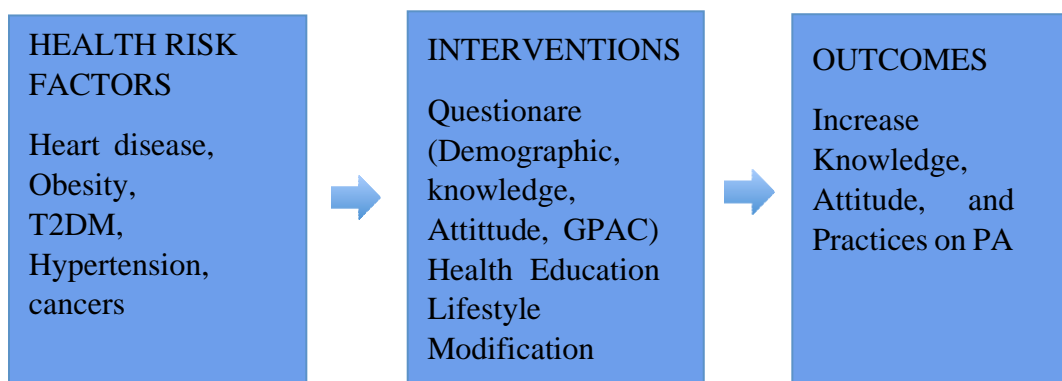 HEALTH RISK
FACTORS
Heart disease,
Obesity,
T2DM,
Hypertension,
cancers
INTERVENTIONS
Questionare
(Demographic,
knowledge,
Attittude, GPAC)
Health Education
Lifestyle
Modification
OUTCOMES
Increase
Knowledge,
Attitude, and
Practices on PA